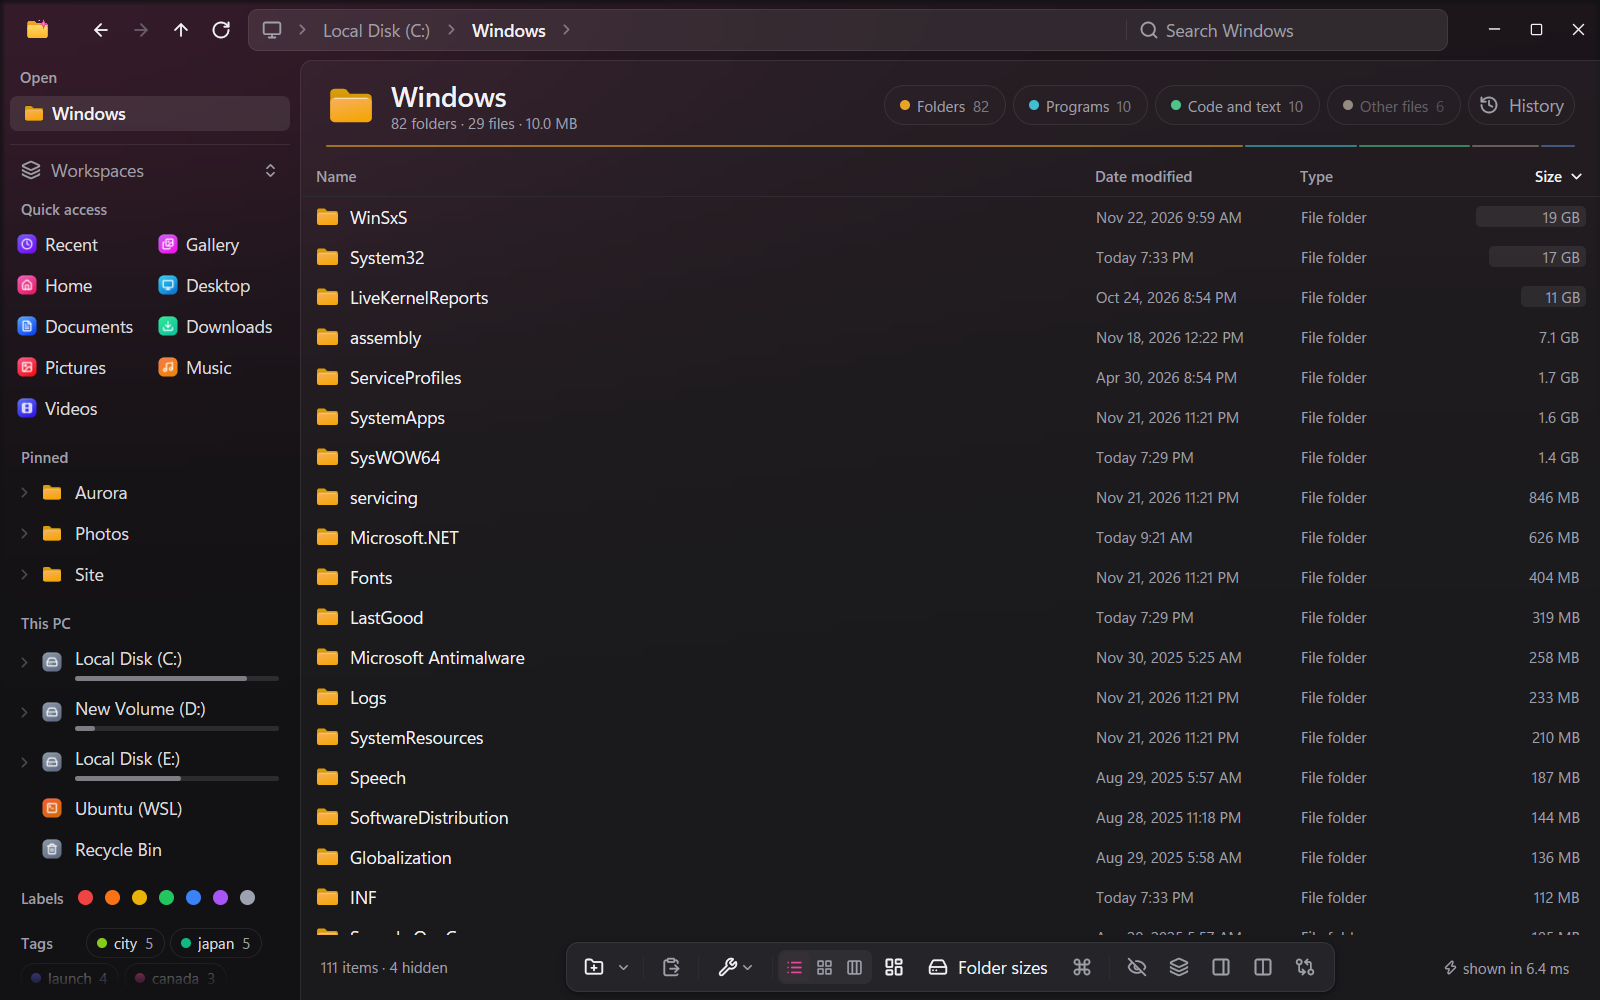 Local Disk (C:) Windows
Search Windows
Open
Windows
Workspaces
Quick access
Recent Gallery
Home Desktop
Documents Downloads
Pictures Music
Videos
Pinned
Aurora
Photos
Site
This PC
Local Disk (C:)
New Volume (D:)
Local Disk (E:)
Ubuntu (WSL)
Recycle Bin
Labels
Tags city 5 japan 5
launch 4 canada 3
Windows
82 folders · 29 files · 10.0 MB
Folders 82 Programs 10 Code and text 10 Other files 6 History
Name Date modified Type Size
WinSxS Nov 22, 2026 9:59 AM File folder 19 GB
System32 Today 7:33 PM File folder 17 GB
LiveKernelReports Oct 24, 2026 8:54 PM File folder 11 GB
assembly Nov 18, 2026 12:22 PM File folder 7.1 GB
ServiceProfiles Apr 30, 2026 8:54 PM File folder 1.7 GB
SystemApps Nov 21, 2026 11:21 PM File folder 1.6 GB
SysWOW64 Today 7:29 PM File folder 1.4 GB
servicing Nov 21, 2026 11:21 PM File folder 846 MB
Microsoft.NET Today 9:21 AM File folder 626 MB
Fonts Nov 21, 2026 11:21 PM File folder 404 MB
LastGood Today 7:29 PM File folder 319 MB
Microsoft Antimalware Nov 30, 2025 5:25 AM File folder 258 MB
Logs Nov 21, 2026 11:21 PM File folder 233 MB
SystemResources Nov 21, 2026 11:21 PM File folder 210 MB
Speech Aug 29, 2025 5:57 AM File folder 187 MB
SoftwareDistribution Aug 28, 2025 11:18 PM File folder 144 MB
Globalization Aug 29, 2025 5:58 AM File folder 136 MB
INF Today 7:33 PM File folder 112 MB
111 items · 4 hidden
Folder sizes
shown in 6.4 ms